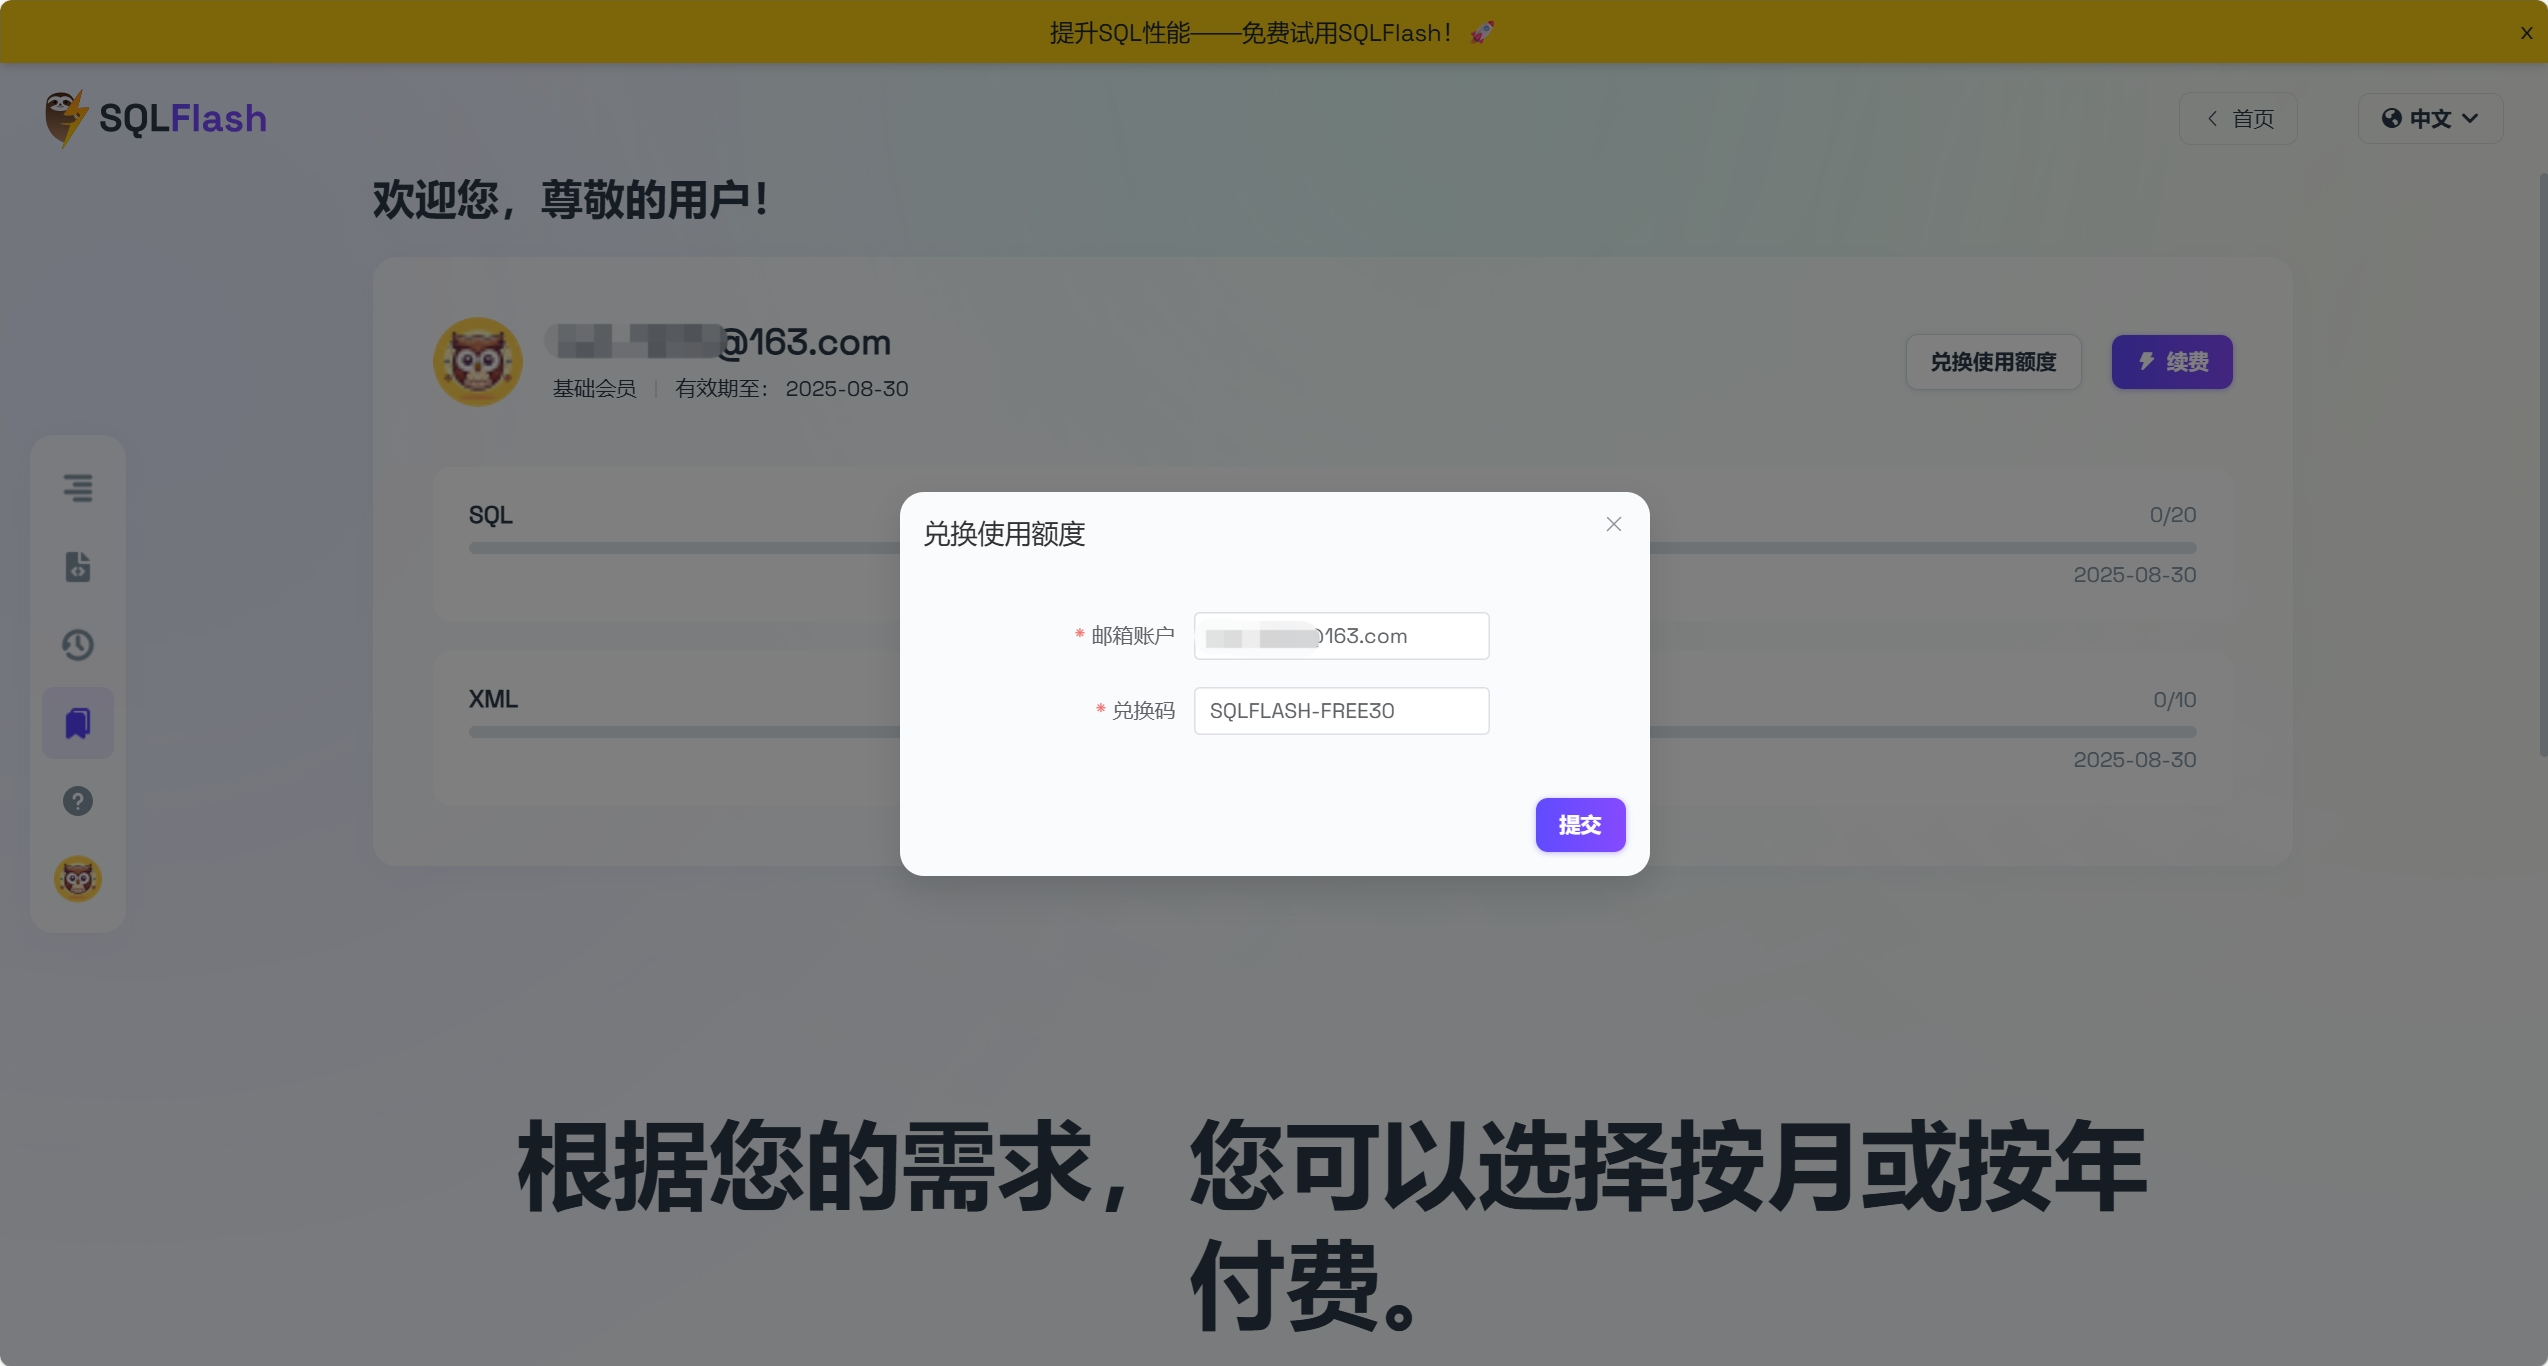 提升SQL性能——免费试用SQLFlash！🚀
x
SQLFlash
首页
中文
欢迎您，尊敬的用户！
@163.com
基础会员
有效期至： 2025-08-30
兑换使用额度
续费
SQL
0/20
2025-08-30
XML
0/10
2025-08-30
兑换使用额度
* 邮箱账户
163.com
* 兑换码
SQLFLASH-FREE30
提交
根据您的需求，您可以选择按月或按年
付费。